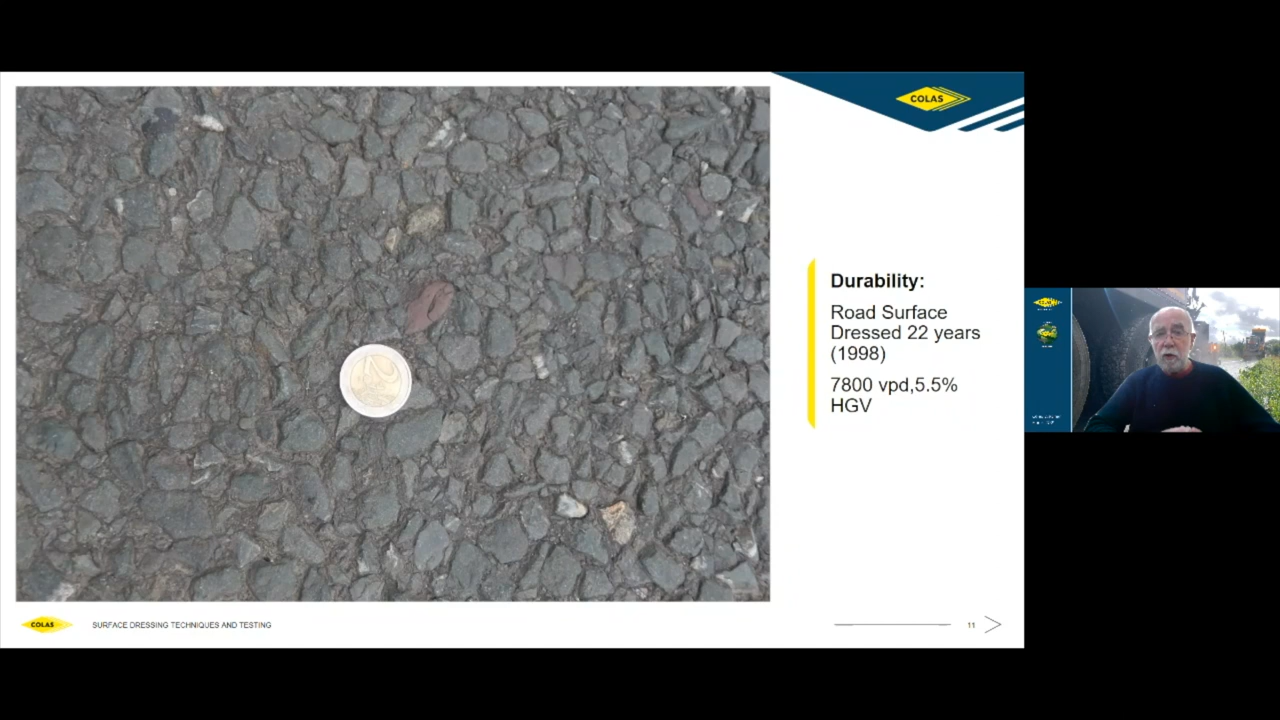 COLAS
Durability:
Road Surface
Dressed 22 years
(1998)
7800 vpd,5.5%
HGV
COLAS
SURFACE DRESSING TECHNIQUES AND TESTING
11